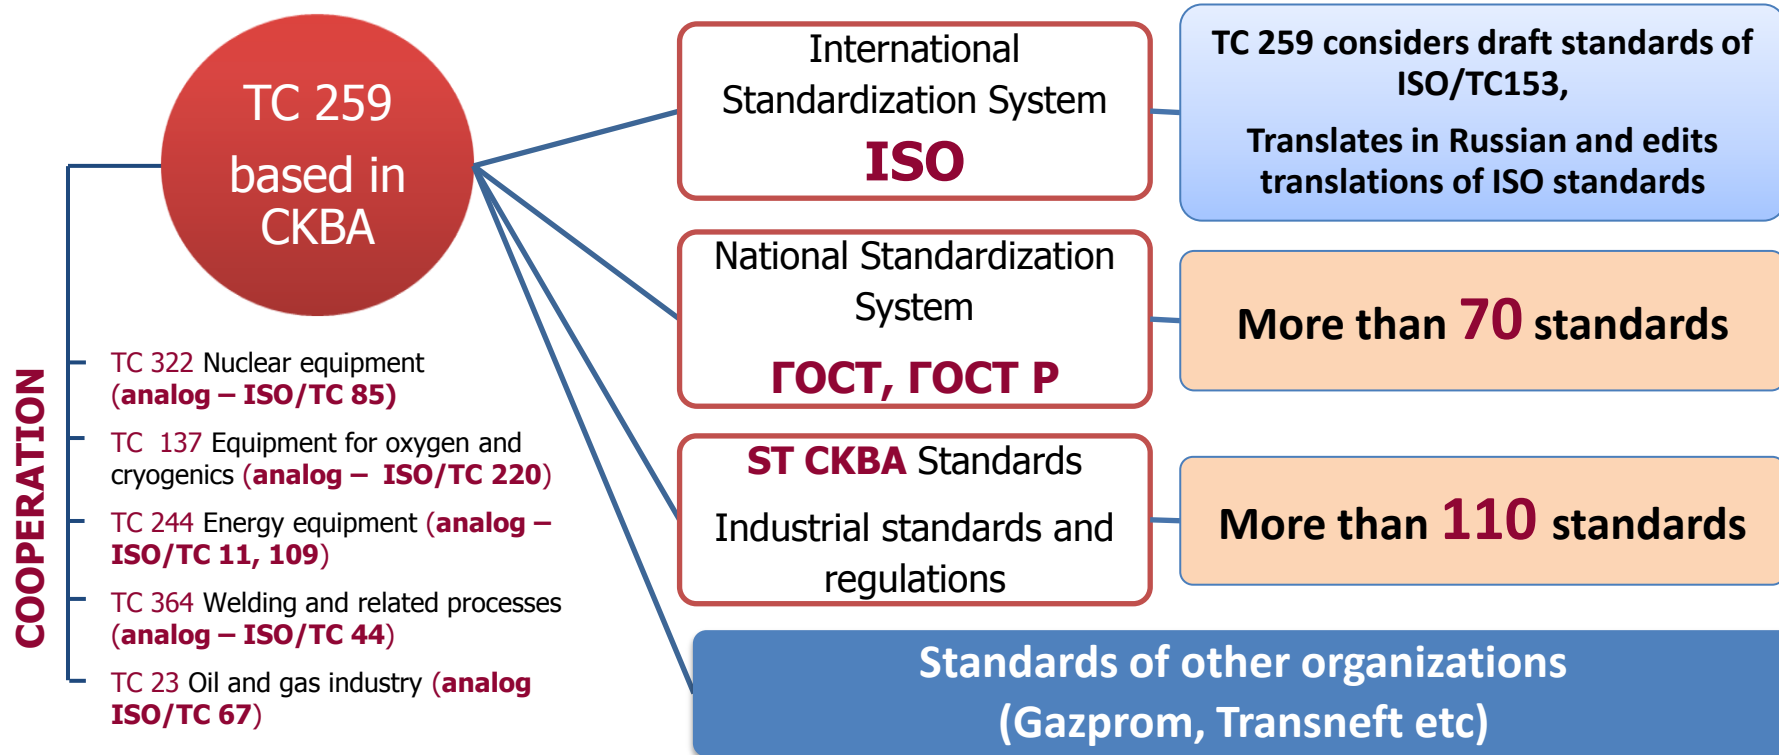 TC 259
based in
CKBA
COOPERATION
TC 322 Nuclear equipment
(analog – ISO/TC 85)
TC 137 Equipment for oxygen and
cryogenics (analog – ISO/TC 220)
TC 244 Energy equipment (analog –
ISO/TC 11, 109)
TC 364 Welding and related processes
(analog – ISO/TC 44)
TC 23 Oil and gas industry (analog
ISO/TC 67)
International
Standardization System
ISO
TC 259 considers draft standards of
ISO/TC153,
Translates in Russian and edits
translations of ISO standards
National Standardization
System
ГОСТ, ГОСТ Р
More than 70 standards
ST CKBA Standards
Industrial standards and
regulations
More than 110 standards
Standards of other organizations
(Gazprom, Transneft etc)